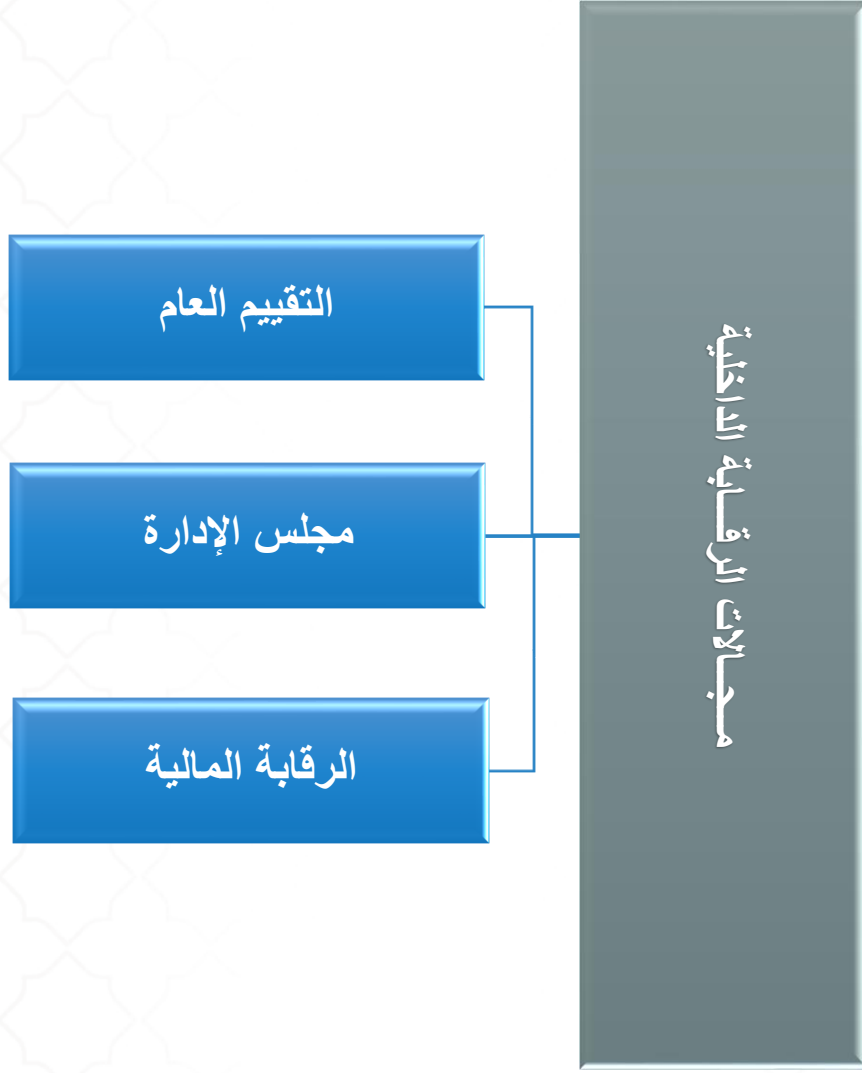 مجالات الرقابة الداخلية
التقييم العام
مجلس الإدارة
الرقابة المالية